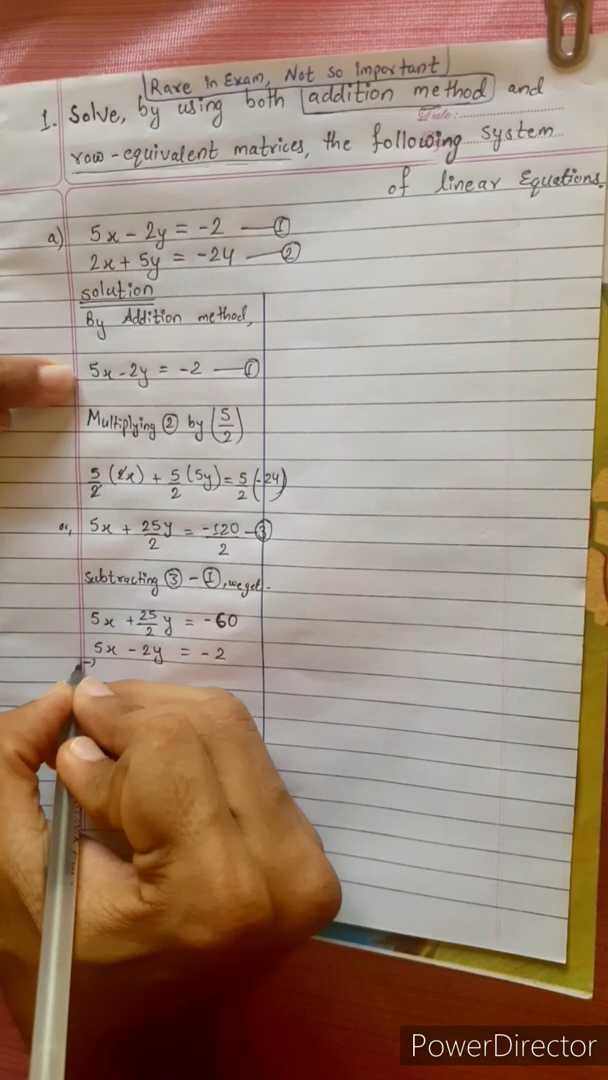 Rare In Exam, Not so important
1. Solve, by using both addition method and
Date:
row-equivalent matrices, the following system
of linear Equations.
a) 5x - 2y = -2 — ①
2x + 5y = -24 — ②
solution
By Addition method,
5x - 2y = -2 — ①
Multiplying ② by (5/2)
5/2 (2x) + 5/2 (5y) = 5/2 (-24)
or, 5x + 25y/2 = -120/2 — ③
subtracting ③ - ①, we get.
5x + 25/2 y = -60
5x - 2y = -2
PowerDirector